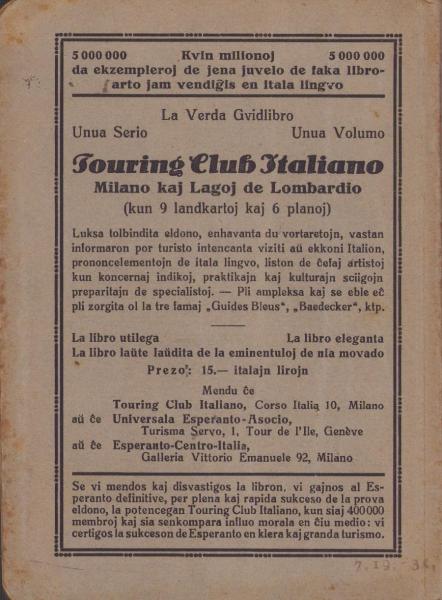 5 000 000 Kvin milionoj 5 000 000
da ekzempleroj de jena juvelo de faka libro-
arto jam vendiĝis en itala lingvo
La Verda Gvidlibro
Unua Serio Unua Volumo
Touring Club Italiano
Milano kaj Lagoj de Lombardio
(kun 9 landkartoj kaj 6 planoj)
Luksa tolbindita eldono, enhavanta du vortaretojn, vastan
informaron por turisto intencanta viziti aŭ ekkoni Italion,
prononcelementojn de itala lingvo, liston de ĉefaj artistoj
kun koncernaj indikoj, praktikajn kaj kulturajn sciigojn
preparitajn de specialistoj. — Pli ampleksa kaj se eble eĉ
pli zorgita ol la tre famaj „Guides Bleus“, „Baedecker“, ktp.
La libro utilega La libro eleganta
La libro laŭte laŭdita de la eminentuloj de nia movado
Prezo: 15.— italajn lirojn
Mendu ĉe
Touring Club Italiano, Corso Italia 10, Milano
aŭ ĉe Universala Esperanto-Asocio,
Turisma Servo, 1, Tour de l'Ile, Genève
aŭ ĉe Esperanto-Centro-Italia,
Galleria Vittorio Emanuele 92, Milano
Se vi mendos kaj disvastigos la libron, vi gajnos al Es-
peranto definitive, per plena kaj rapida sukceso de la prova
eldono, la potencegan Touring Club Italiano, kun siaj 400000
membroj kaj sia senkompara influo morala en ĉiu medio: vi
certigos la sukceson de Esperanto en klera kaj granda turismo.